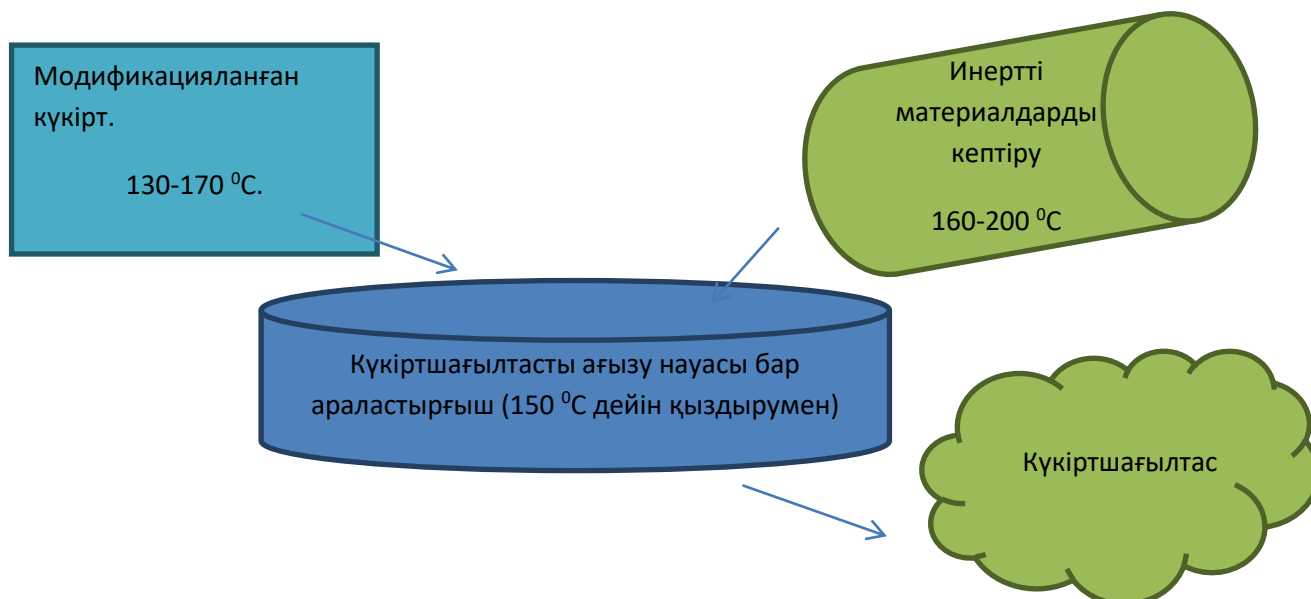 Модификацияланған
күкірт.
130-170 ⁰С.
Инертті
материалдарды
кептіру
160-200 ⁰С
Күкіртшағылтасты ағызу науасы бар
араластырғыш (150 ⁰С дейін қыздырумен)
Күкіртшағылтас